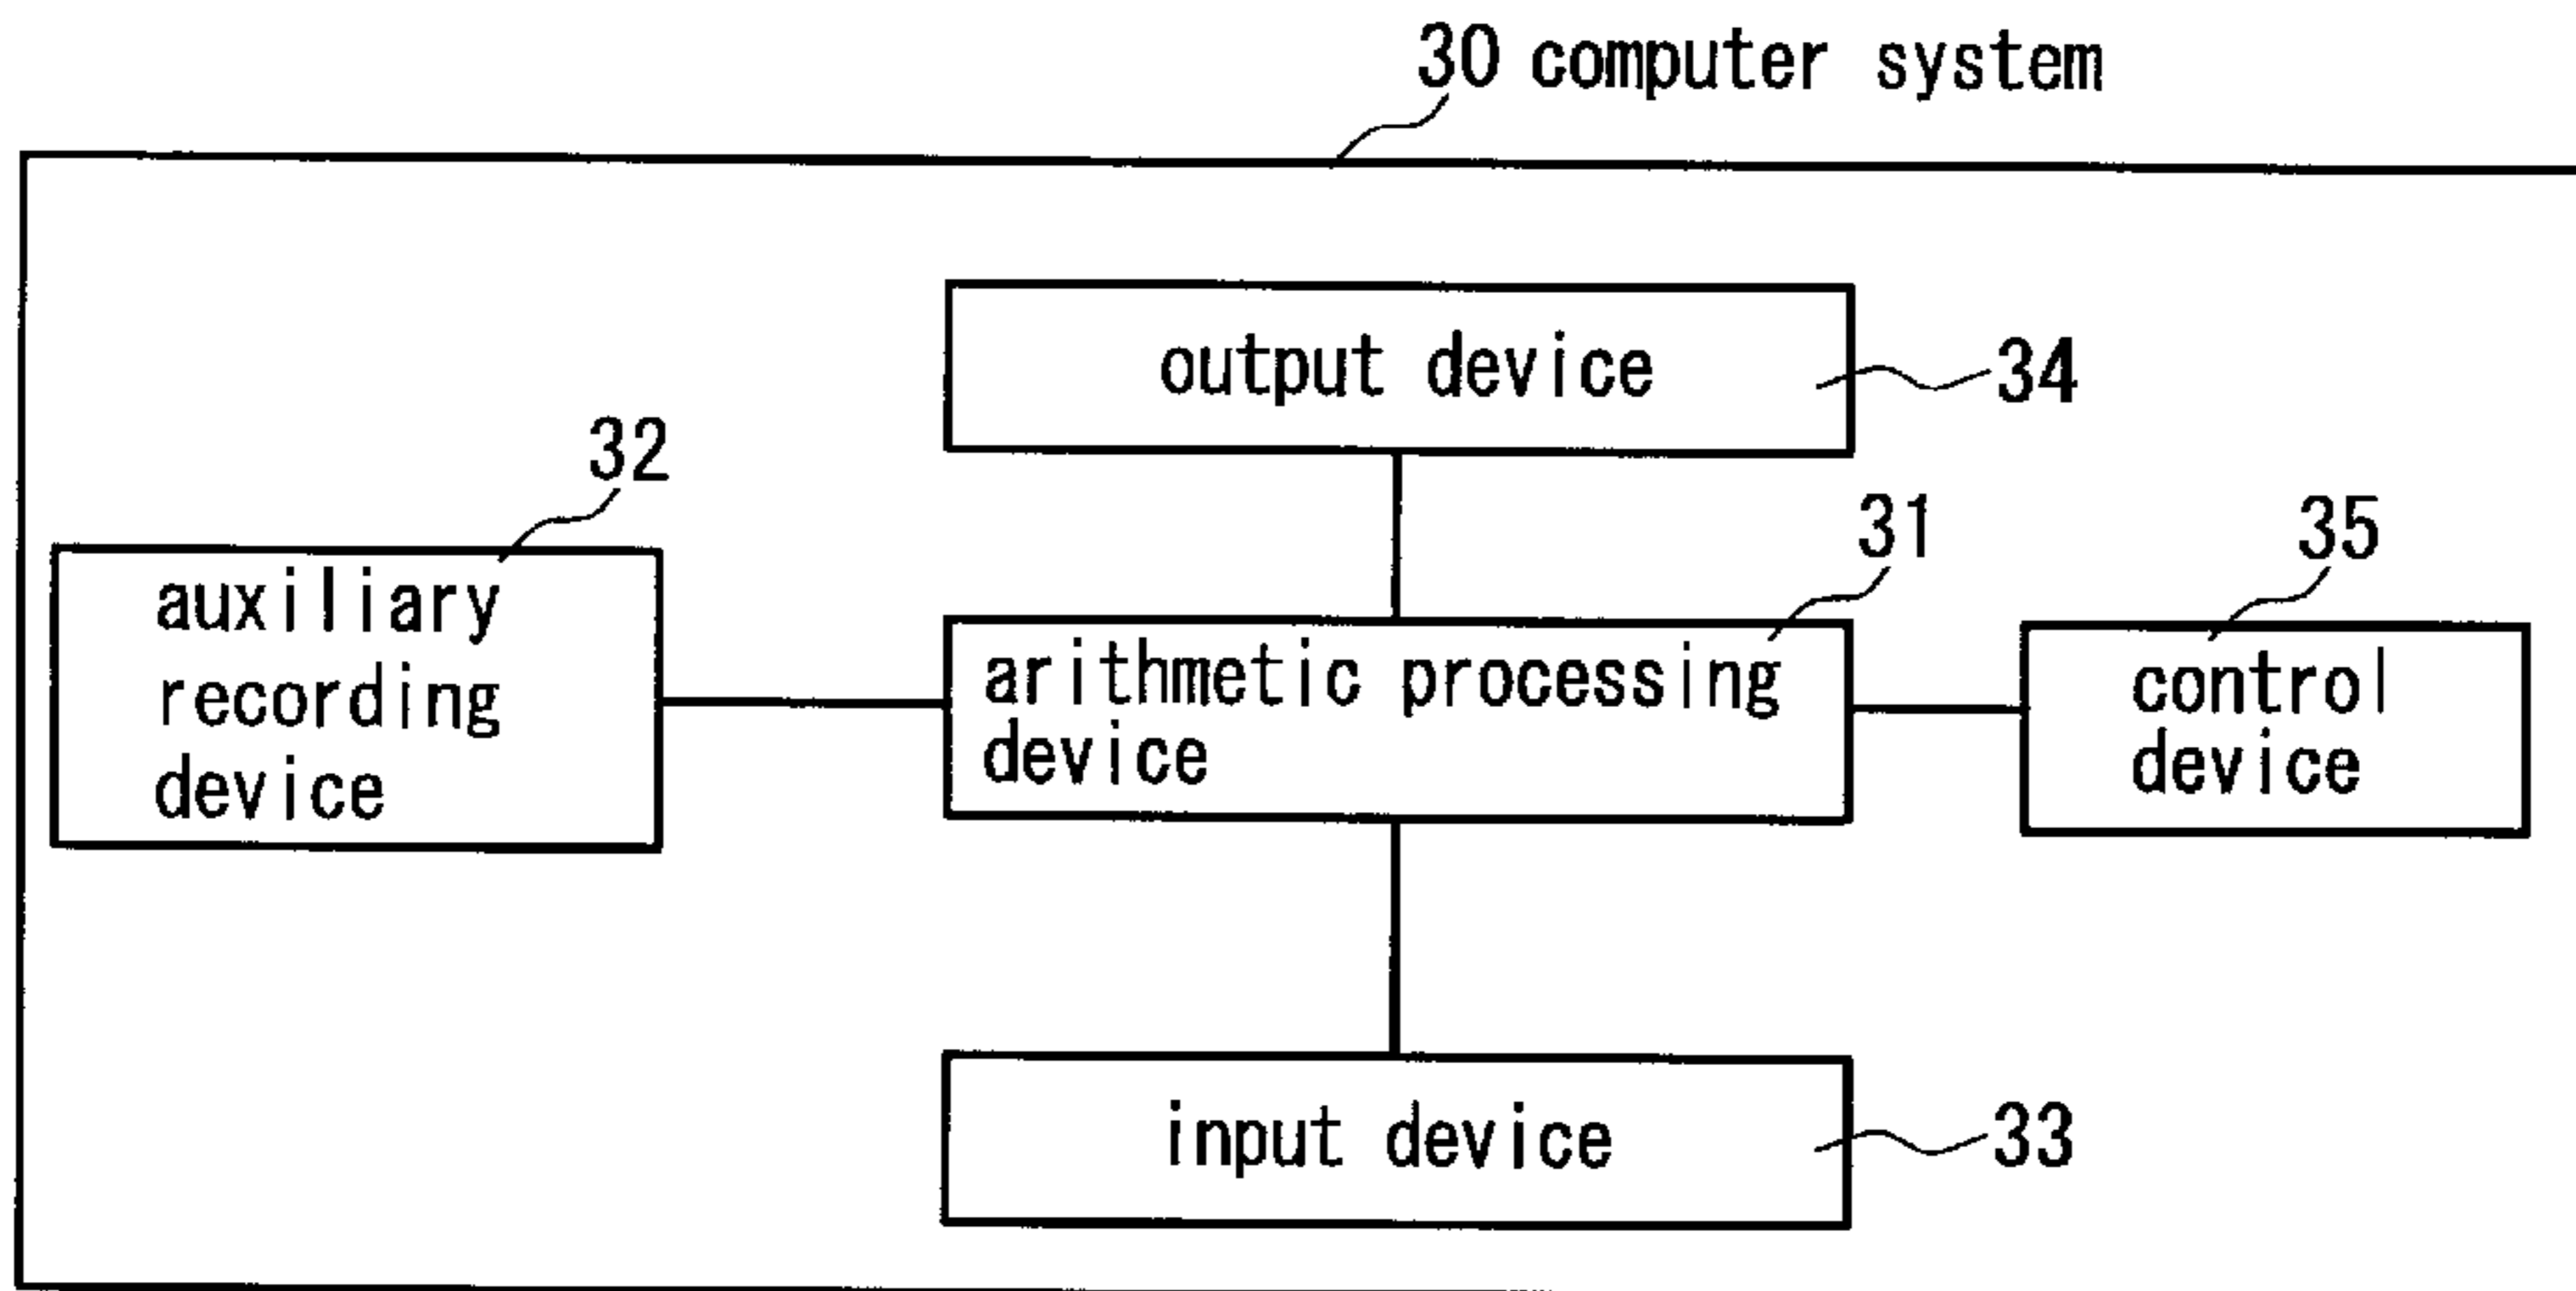 30 computer system
output device
34
32
auxiliary
recording
device
31
arithmetic processing
device
35
control
device
input device
33